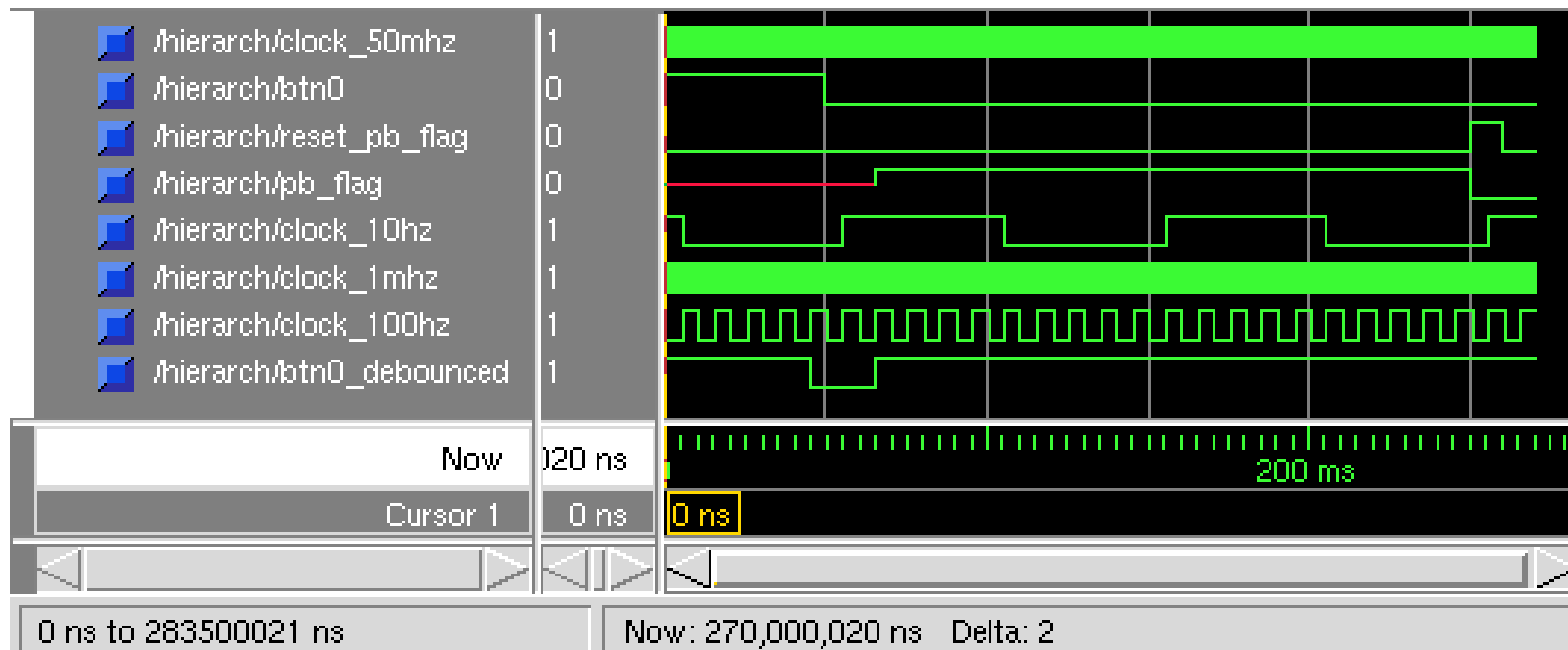 /hierarch/clock_50mhz 1
/hierarch/btn0 0
/hierarch/reset_pb_flag 0
/hierarch/pb_flag 0
/hierarch/clock_10hz 1
/hierarch/clock_1mhz 1
/hierarch/clock_100hz 1
/hierarch/btn0_debounced 1
Now 020 ns 200 ms
Cursor 1 0 ns 0 ns
0 ns to 283500021 ns Now: 270,000,020 ns Delta: 2